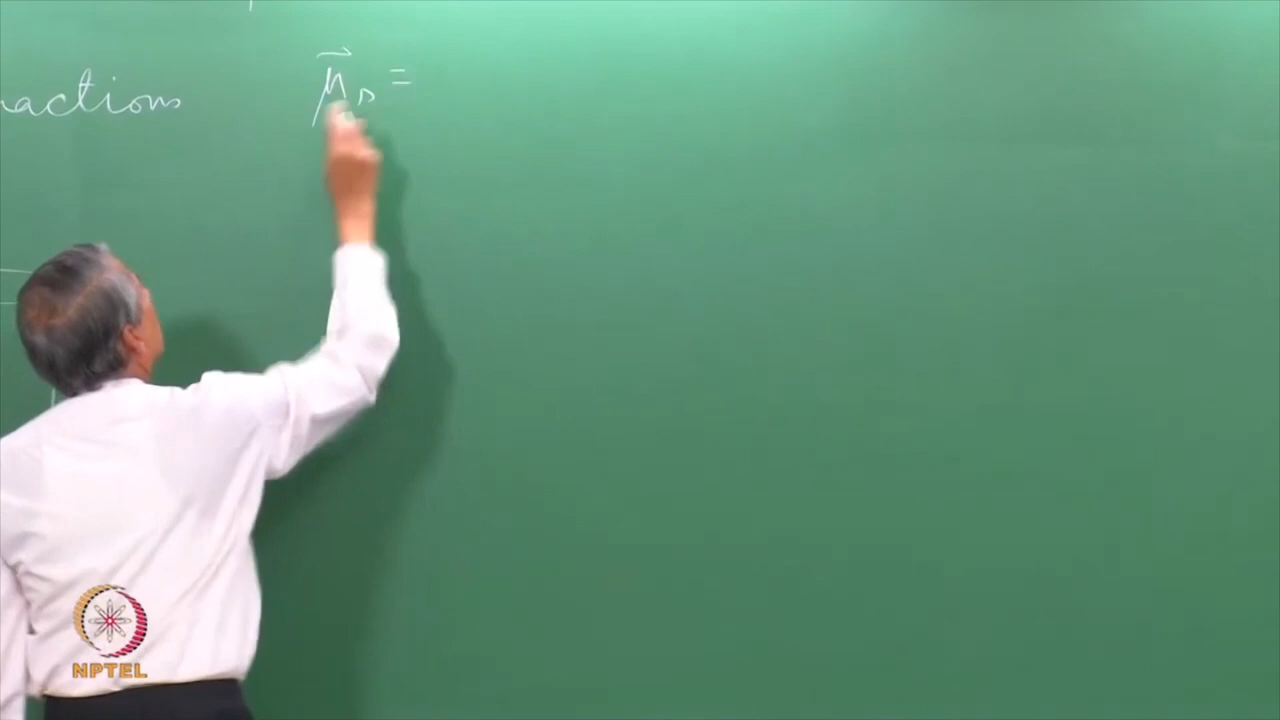 actions
μ⃗ₛ =
NPTEL